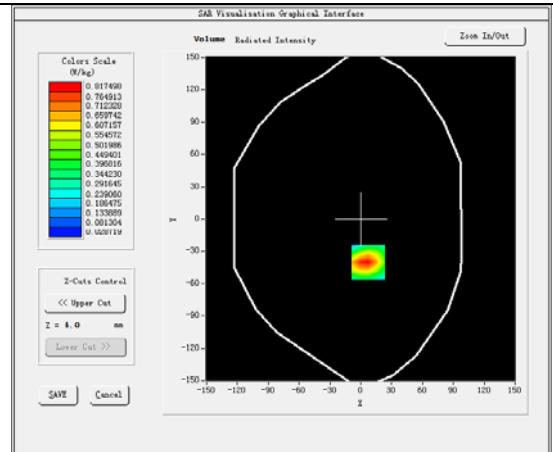 SAR Visualisation Graphical Interface
Volume Radiated Intensity
Zoom In/Out
Colors Scale
(W/kg)
0.817498
0.764913
0.712328
0.659742
0.607157
0.554572
0.501986
0.449401
0.396816
0.344230
0.291645
0.239060
0.186475
0.133889
0.081304
0.028719
Z-Cuts Control
<< Upper Cut
Z = 4.0 mm
Lower Cut >>
SAVE Cancel
150
120
90
60
30
0
-30
-60
-90
-120
-150
Y
-150 -120 -90 -60 -30 0 30 60 90 120 150
X